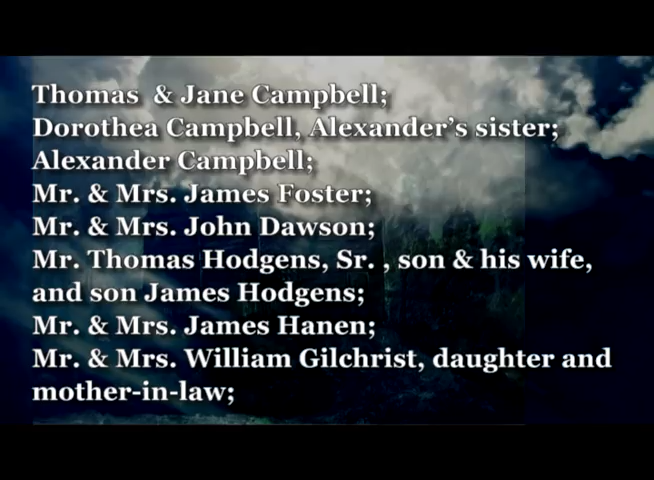 Thomas & Jane Campbell;
Dorothea Campbell, Alexander's sister;
Alexander Campbell;
Mr. & Mrs. James Foster;
Mr. & Mrs. John Dawson;
Mr. Thomas Hodgens, Sr. , son & his wife,
and son James Hodgens;
Mr. & Mrs. James Hanen;
Mr. & Mrs. William Gilchrist, daughter and
mother-in-law;